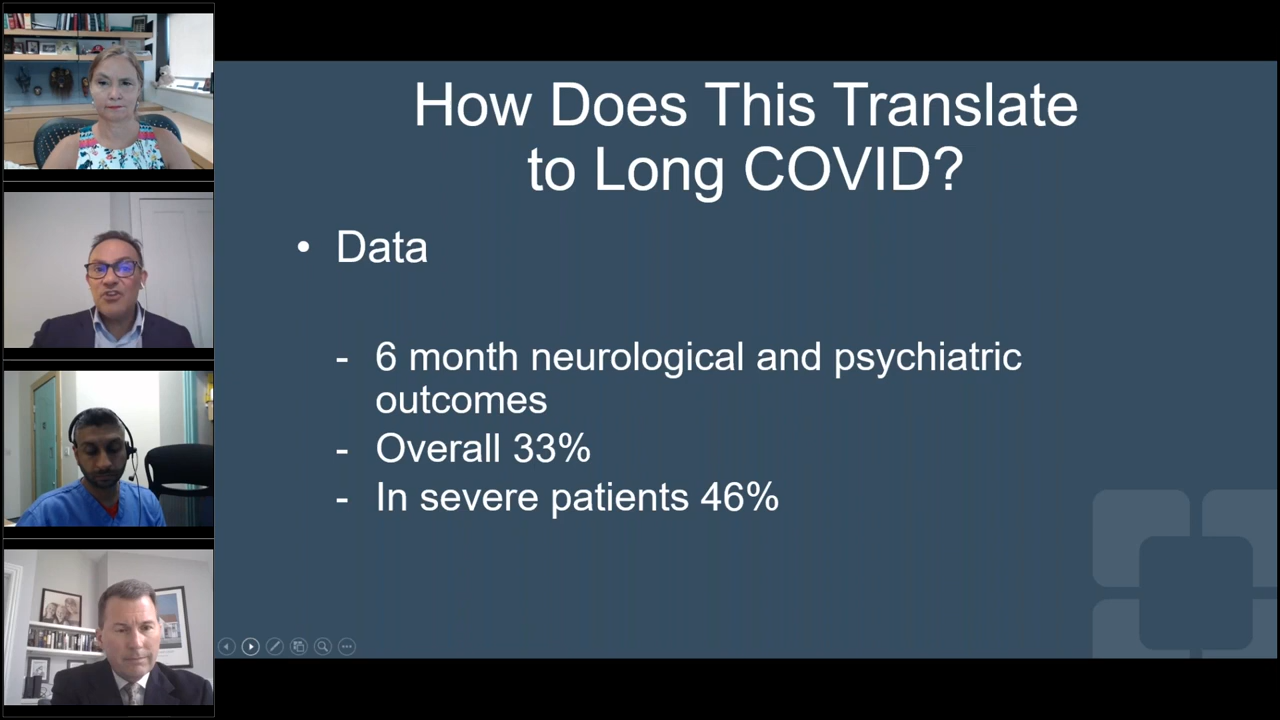 How Does This Translate
to Long COVID?
• Data
- 6 month neurological and psychiatric
outcomes
- Overall 33%
- In severe patients 46%